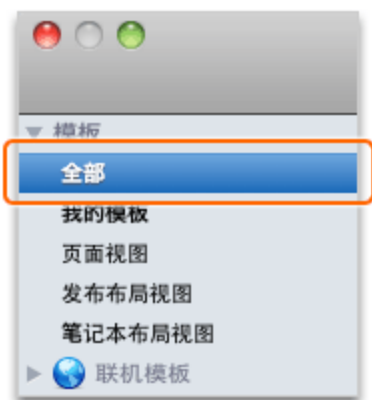 模板
全部
我的模板
页面视图
发布布局视图
笔记本布局视图
联机模板